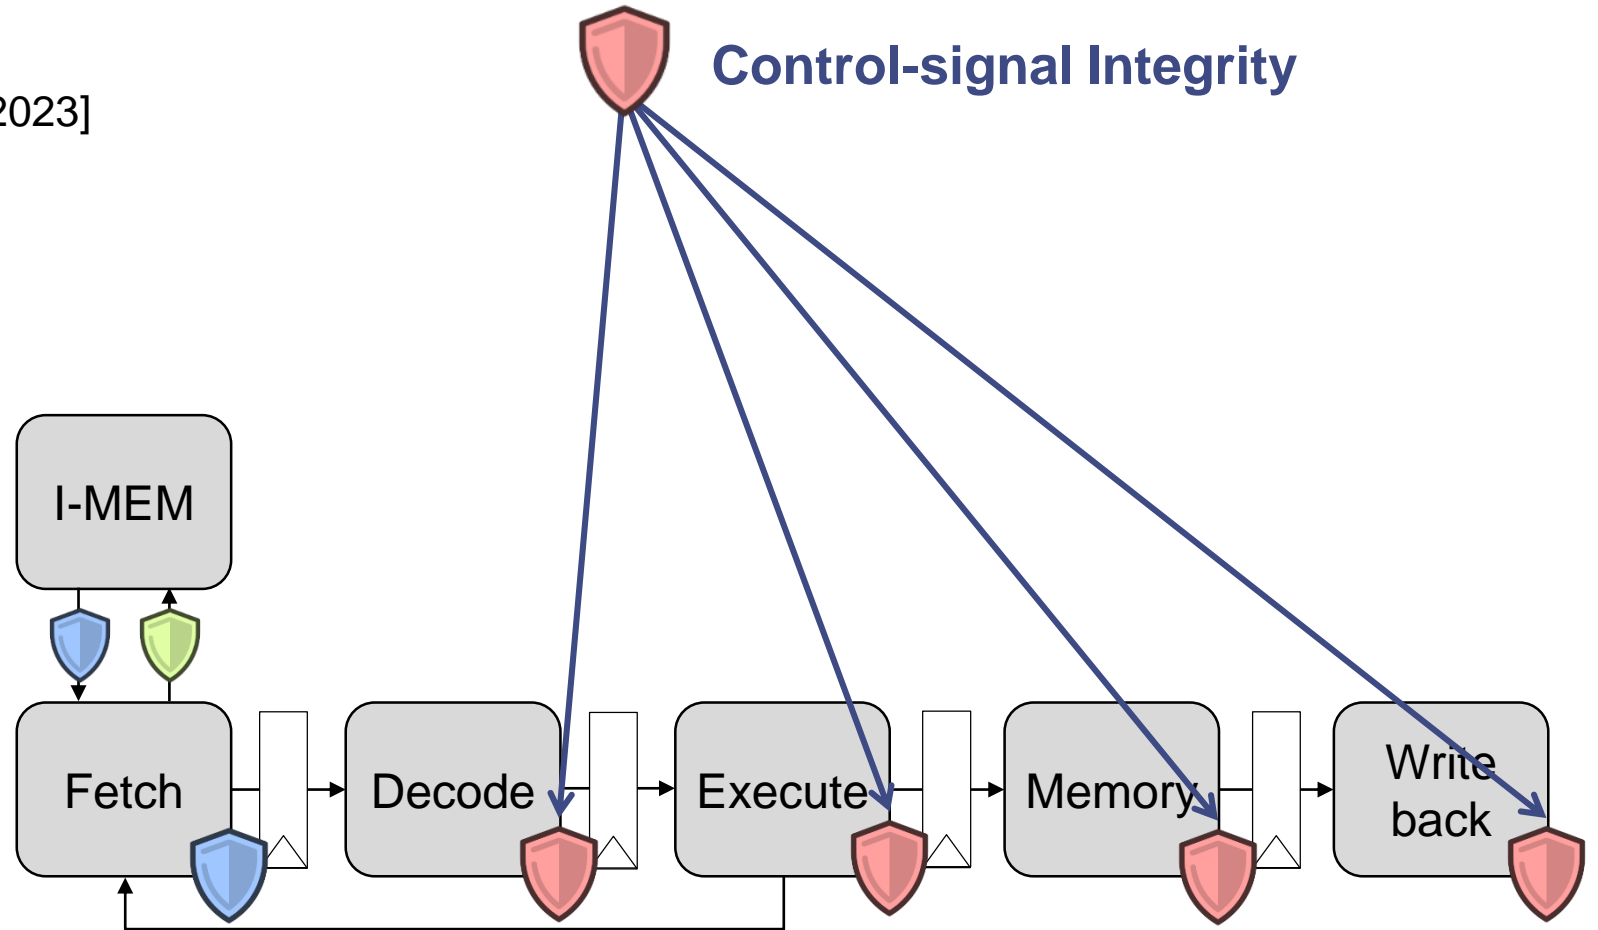 Control-signal Integrity
2023]
I-MEM
Fetch
Decode
Execute
Memory
Write
back